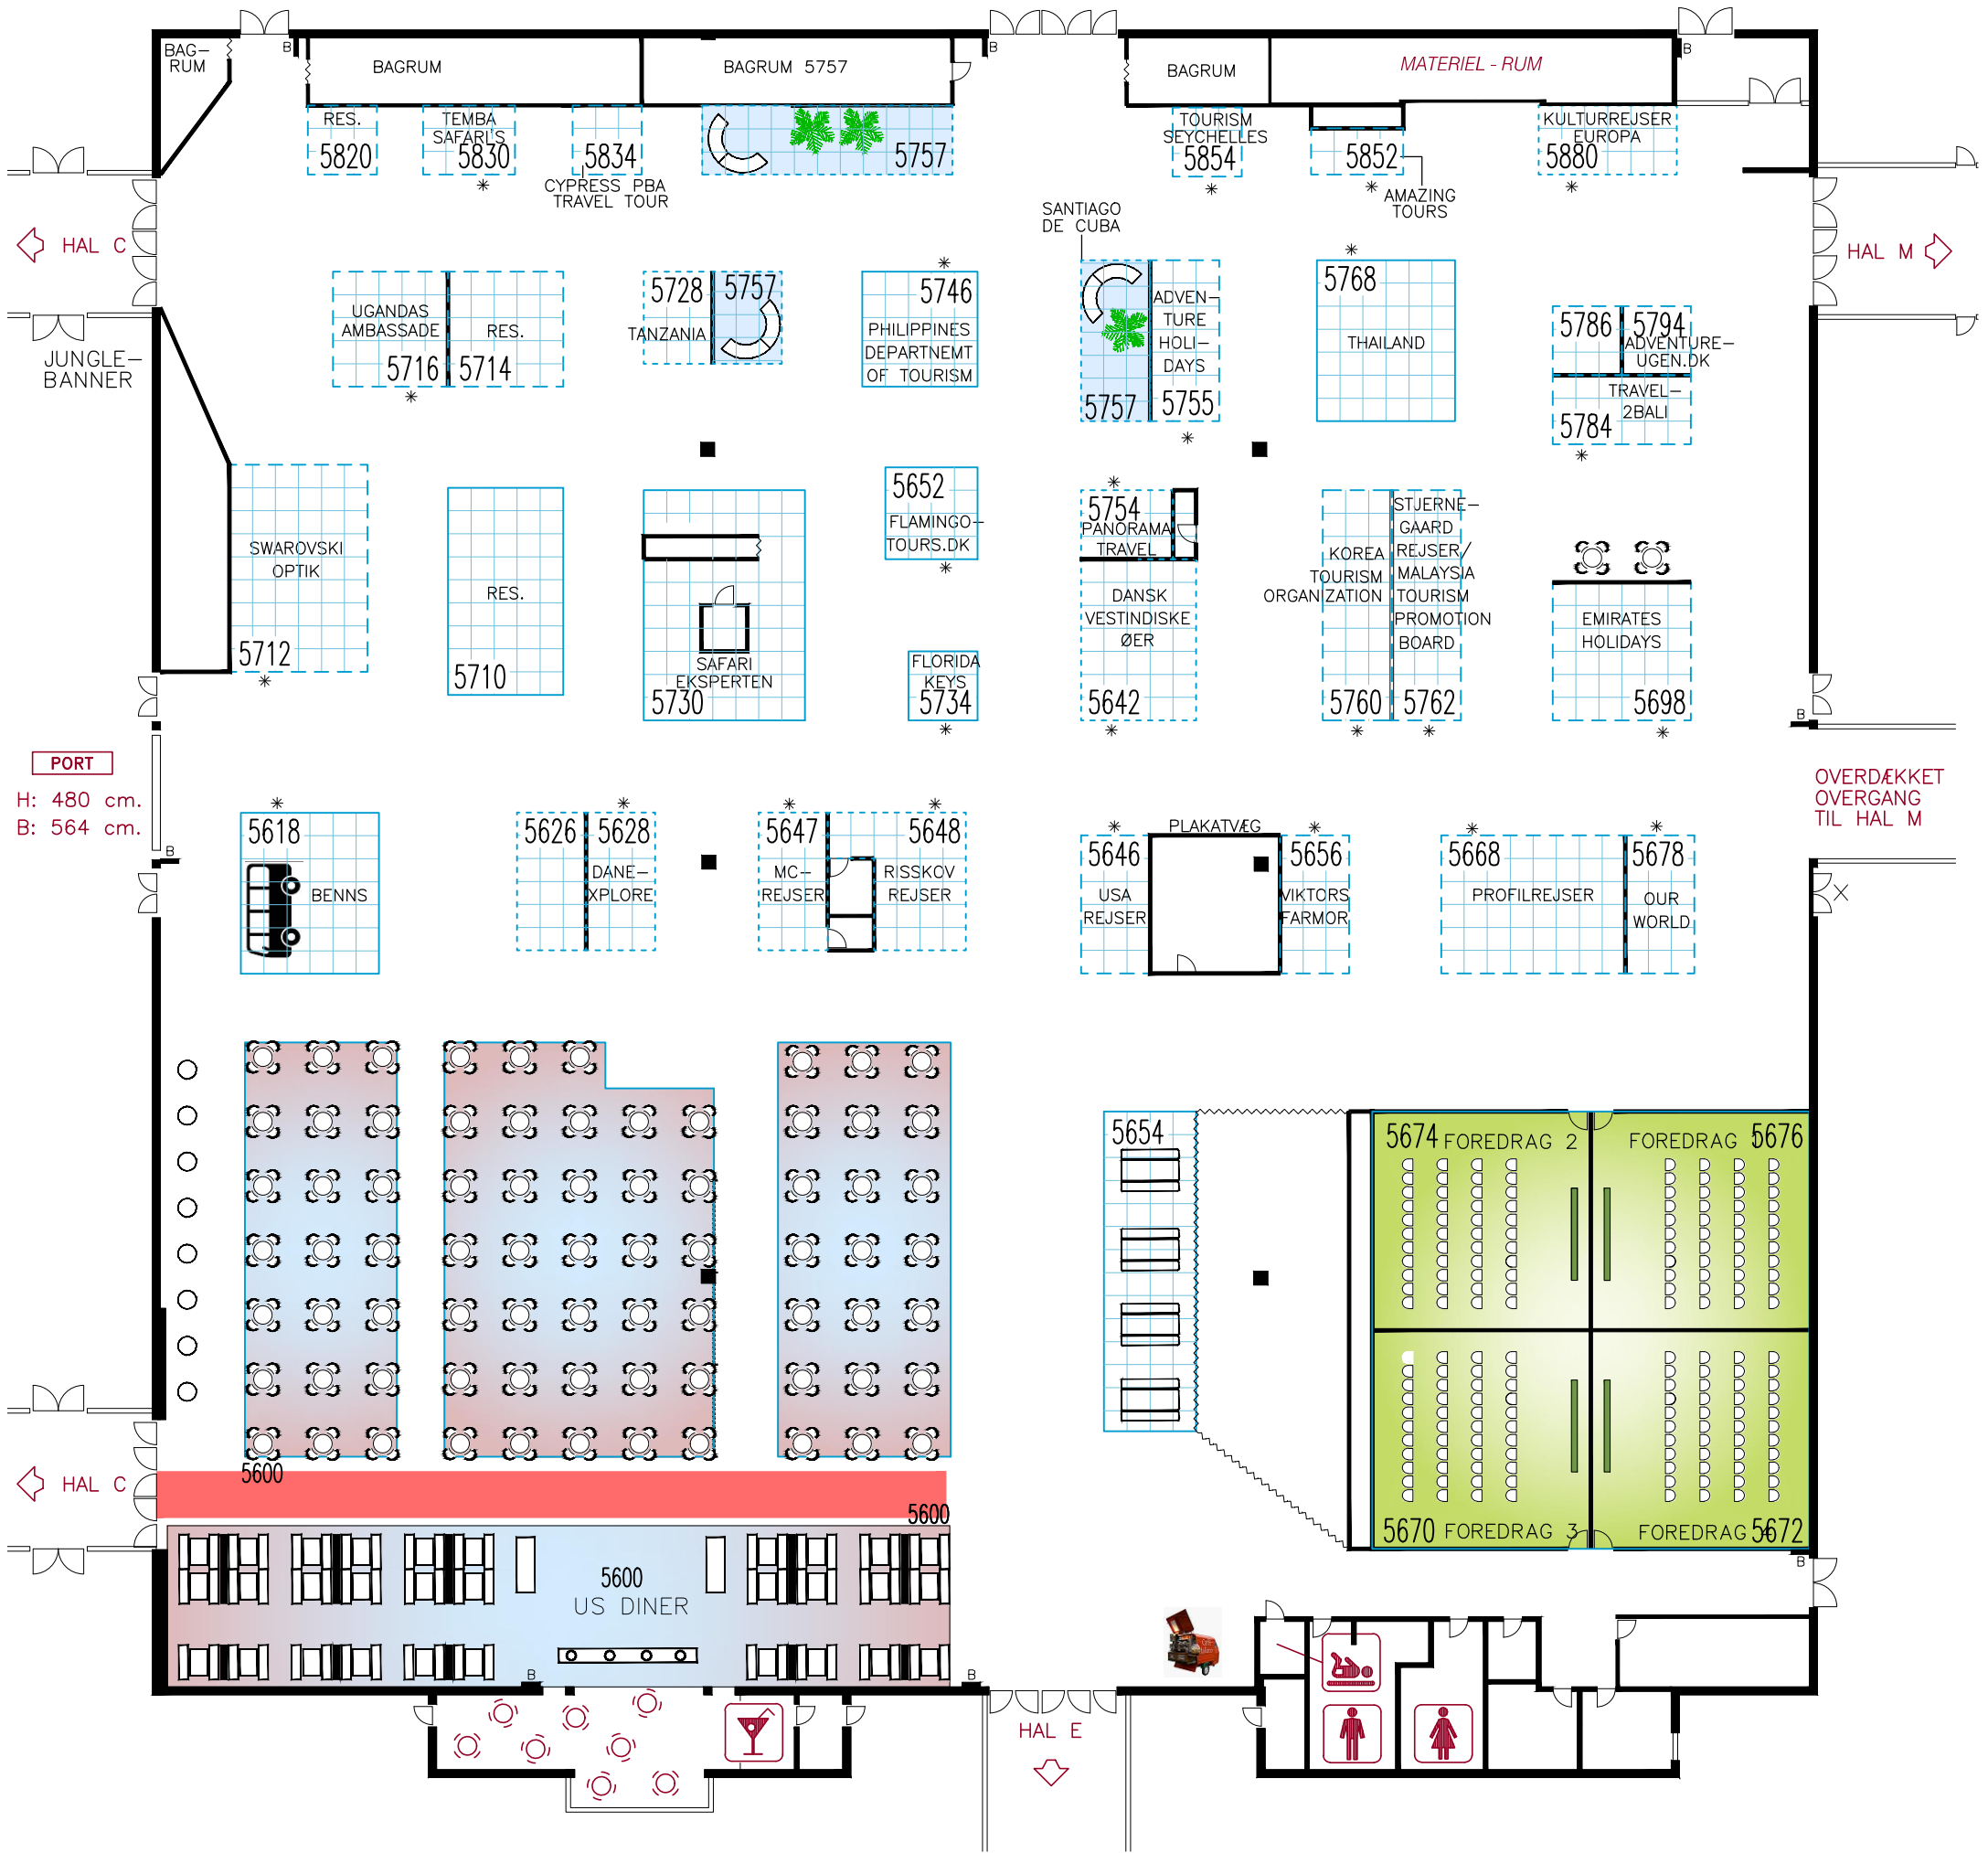 BAG-
RUM
B
BAGRUM
BAGRUM 5757
B
BAGRUM
MATERIEL - RUM
B
RES.
5820
TEMBA
SAFARI'S
5830
*
5834
CYPRESS PBA
TRAVEL TOUR
5757
TOURISM
SEYCHELLES
5854
*
5852
*
AMAZING
TOURS
KULTURREJSER
EUROPA
5880
*
HAL C
HAL M
SANTIAGO
DE CUBA
JUNGLE-
BANNER
UGANDAS
AMBASSADE
5716
*
RES.
5714
5728
TANZANIA
5757
*
5746
PHILIPPINES
DEPARTNEMT
OF TOURISM
5757
ADVEN-
TURE
HOLI-
DAYS
5755
*
*
5768
THAILAND
5786
5794
ADVENTURE-
UGEN.DK
TRAVEL-
2BALI
5784
*
SWAROVSKI
OPTIK
5712
*
RES.
5710
SAFARI
EKSPERTEN
5730
5652
FLAMINGO-
TOURS.DK
*
FLORIDA
KEYS
5734
*
*
5754
PANORAMA
TRAVEL
DANSK
VESTINDISKE
ØER
5642
*
KOREA
TOURISM
ORGANIZATION
5760
*
STJERNE-
GAARD
REJSER/
MALAYSIA
TOURISM
PROMOTION
BOARD
5762
*
EMIRATES
HOLIDAYS
5698
*
B
PORT
H: 480 cm.
B: 564 cm.
B
OVERDÆKKET
OVERGANG
TIL HAL M
*
5618
BENNS
5626
*
5628
DANE-
XPLORE
*
5647
MC-
REJSER
*
5648
RISSKOV
REJSER
*
5646
USA
REJSER
PLAKATVÆG
*
5656
VIKTORS
FARMOR
*
5668
PROFILREJSER
*
5678
OUR
WORLD
X
5654
5674
FOREDRAG 2
FOREDRAG
5676
5670
FOREDRAG 3
FOREDRAG 4
5672
B
HAL C
5600
5600
5600
US DINER
B
B
HAL E